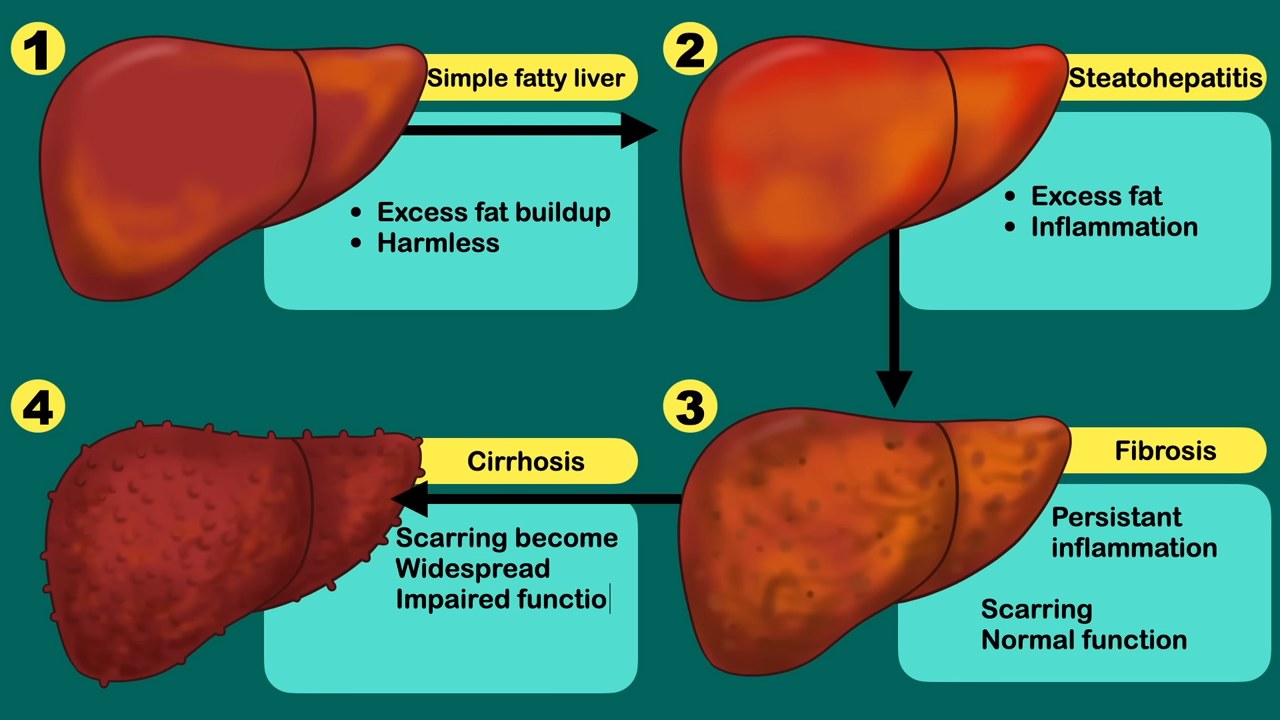 1
Simple fatty liver
• Excess fat buildup
• Harmless
2
Steatohepatitis
• Excess fat
• Inflammation
3
Fibrosis
Persistant
inflammation
Scarring
Normal function
4
Cirrhosis
Scarring become
Widespread
Impaired functio